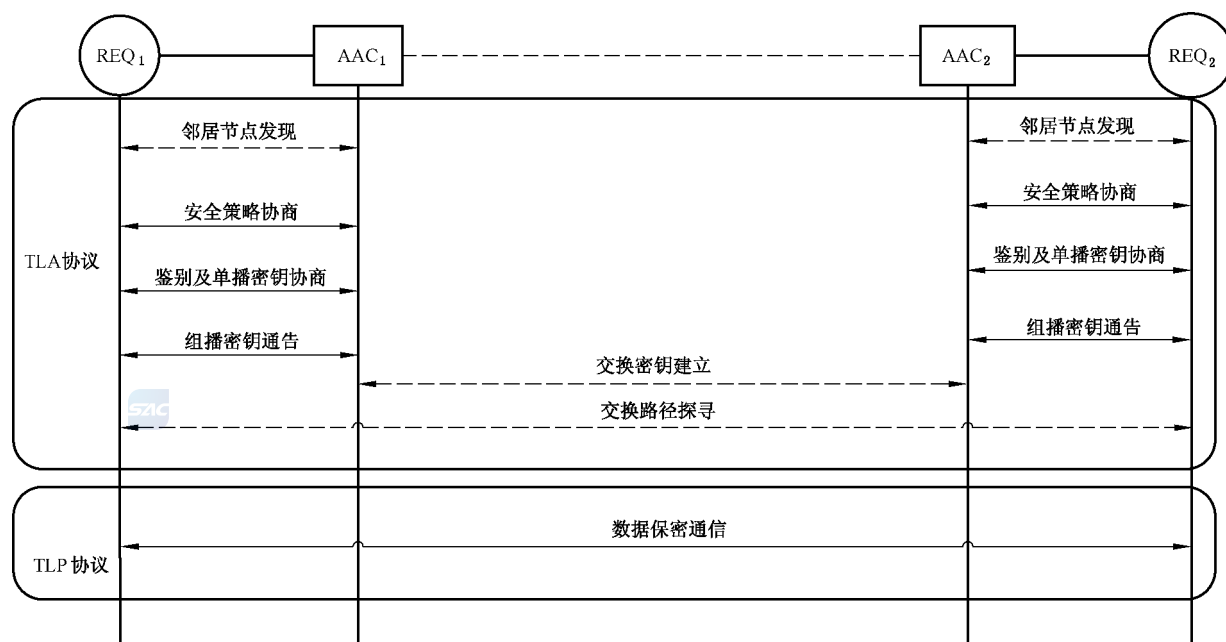 REQ₁ AAC₁ AAC₂ REQ₂
邻居节点发现 邻居节点发现
安全策略协商 安全策略协商
TLA协议
鉴别及单播密钥协商 鉴别及单播密钥协商
组播密钥通告 组播密钥通告
交换密钥建立
SAC
交换路径探寻
数据保密通信
TLP协议